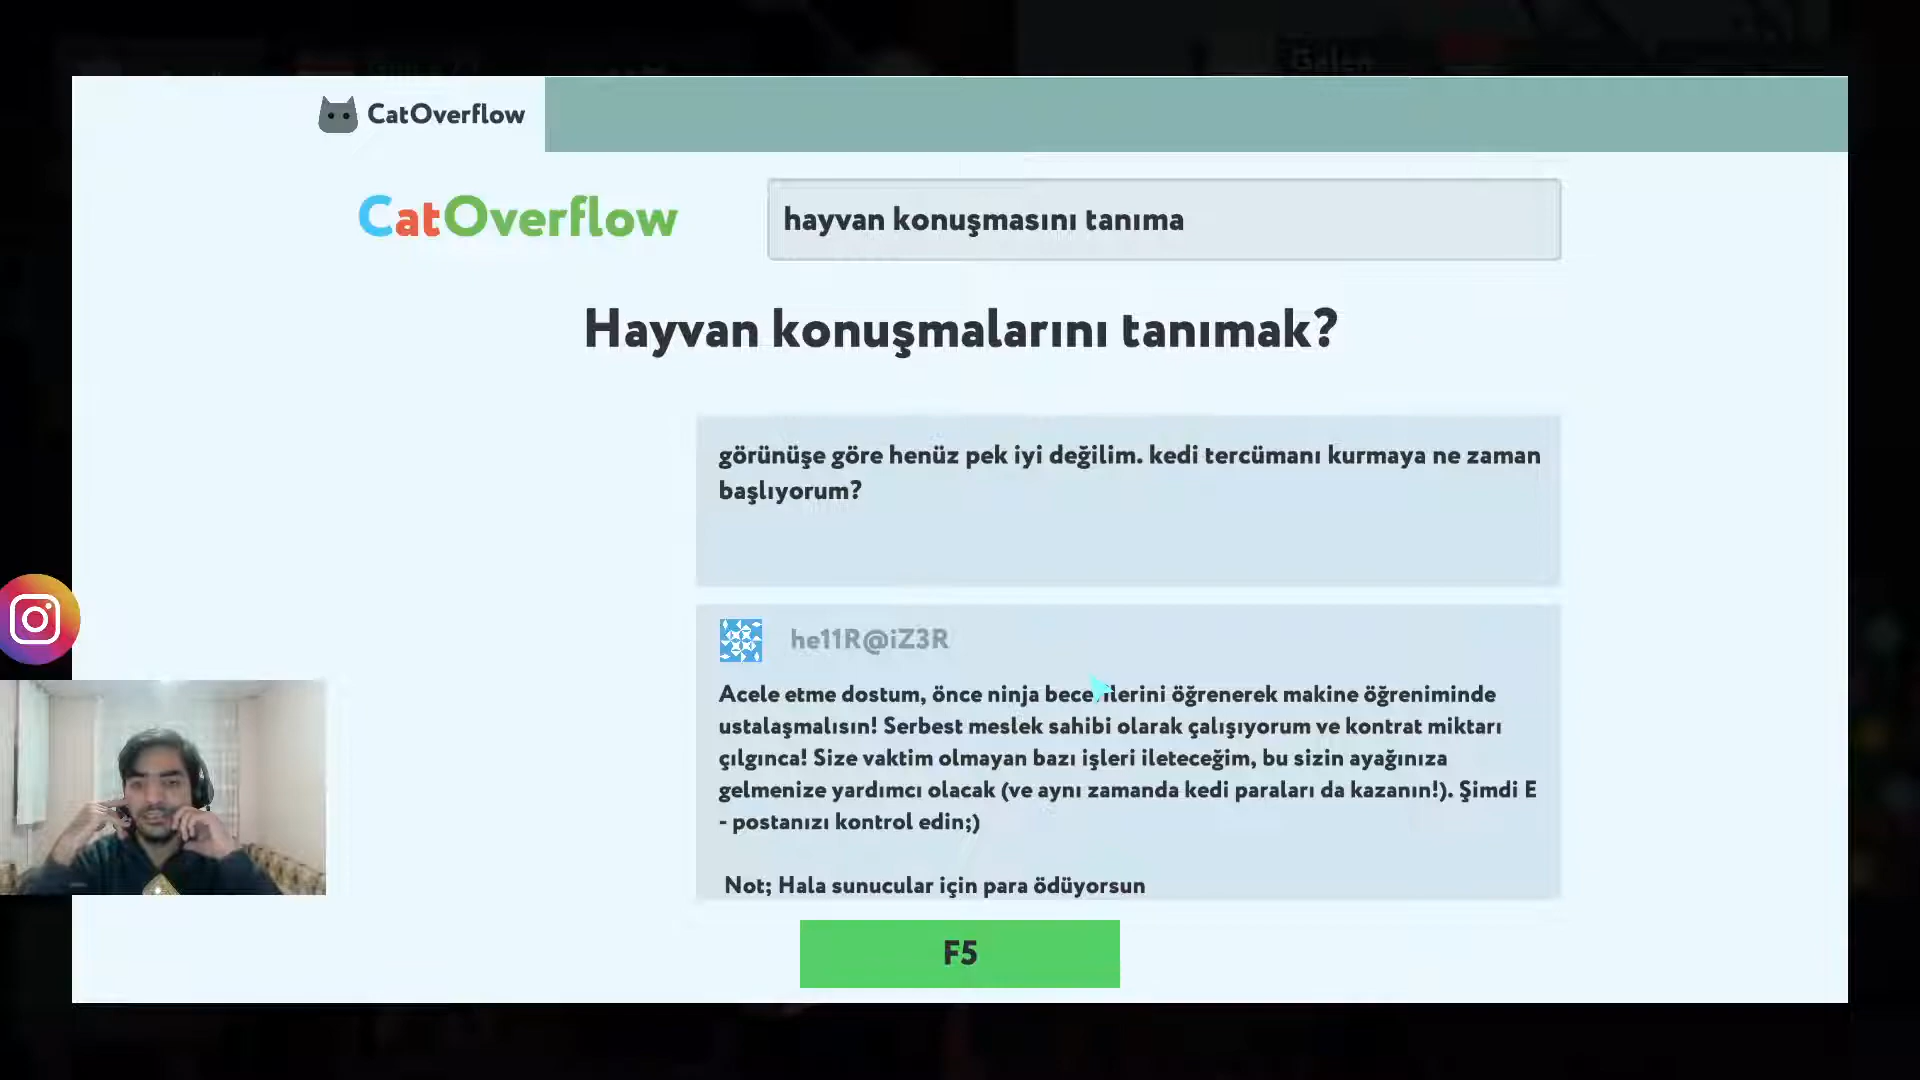 CatOverflow
CatOverflow
hayvan konuşmasını tanıma
Hayvan konuşmalarını tanımak?
görünüşe göre henüz pek iyi değilim. kedi tercümanı kurmaya ne zaman
başlıyorum?
he11R@iZ3R
Acele etme dostum, önce ninja becerilerini öğrenerek makine öğreniminde
ustalaşmalısın! Serbest meslek sahibi olarak çalışıyorum ve kontrat miktarı
çılgınca! Size vaktim olmayan bazı işleri ileteceğim, bu sizin ayağınıza
gelmenize yardımcı olacak (ve aynı zamanda kedi paraları da kazanın!). Şimdi E
- postanızı kontrol edin;)
Not; Hala sunucular için para ödüyorsun
F5